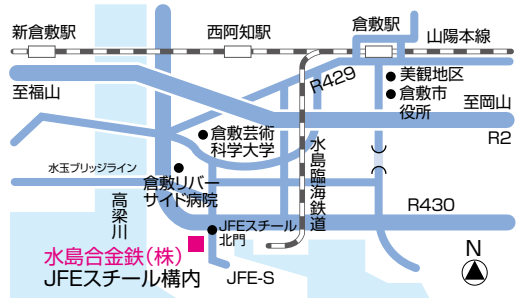 新倉敷駅
西阿知駅
倉敷駅
山陽本線
至福山
R429
美観地区
倉敷市
役所
至岡山
R2
倉敷芸術
科学大学
水島臨海鉄道
水玉ブリッジライン
倉敷リバー
サイド病院
高梁川
R430
JFEスチール
北門
水島合金鉄(株)
JFEスチール構内
JFE-S
N